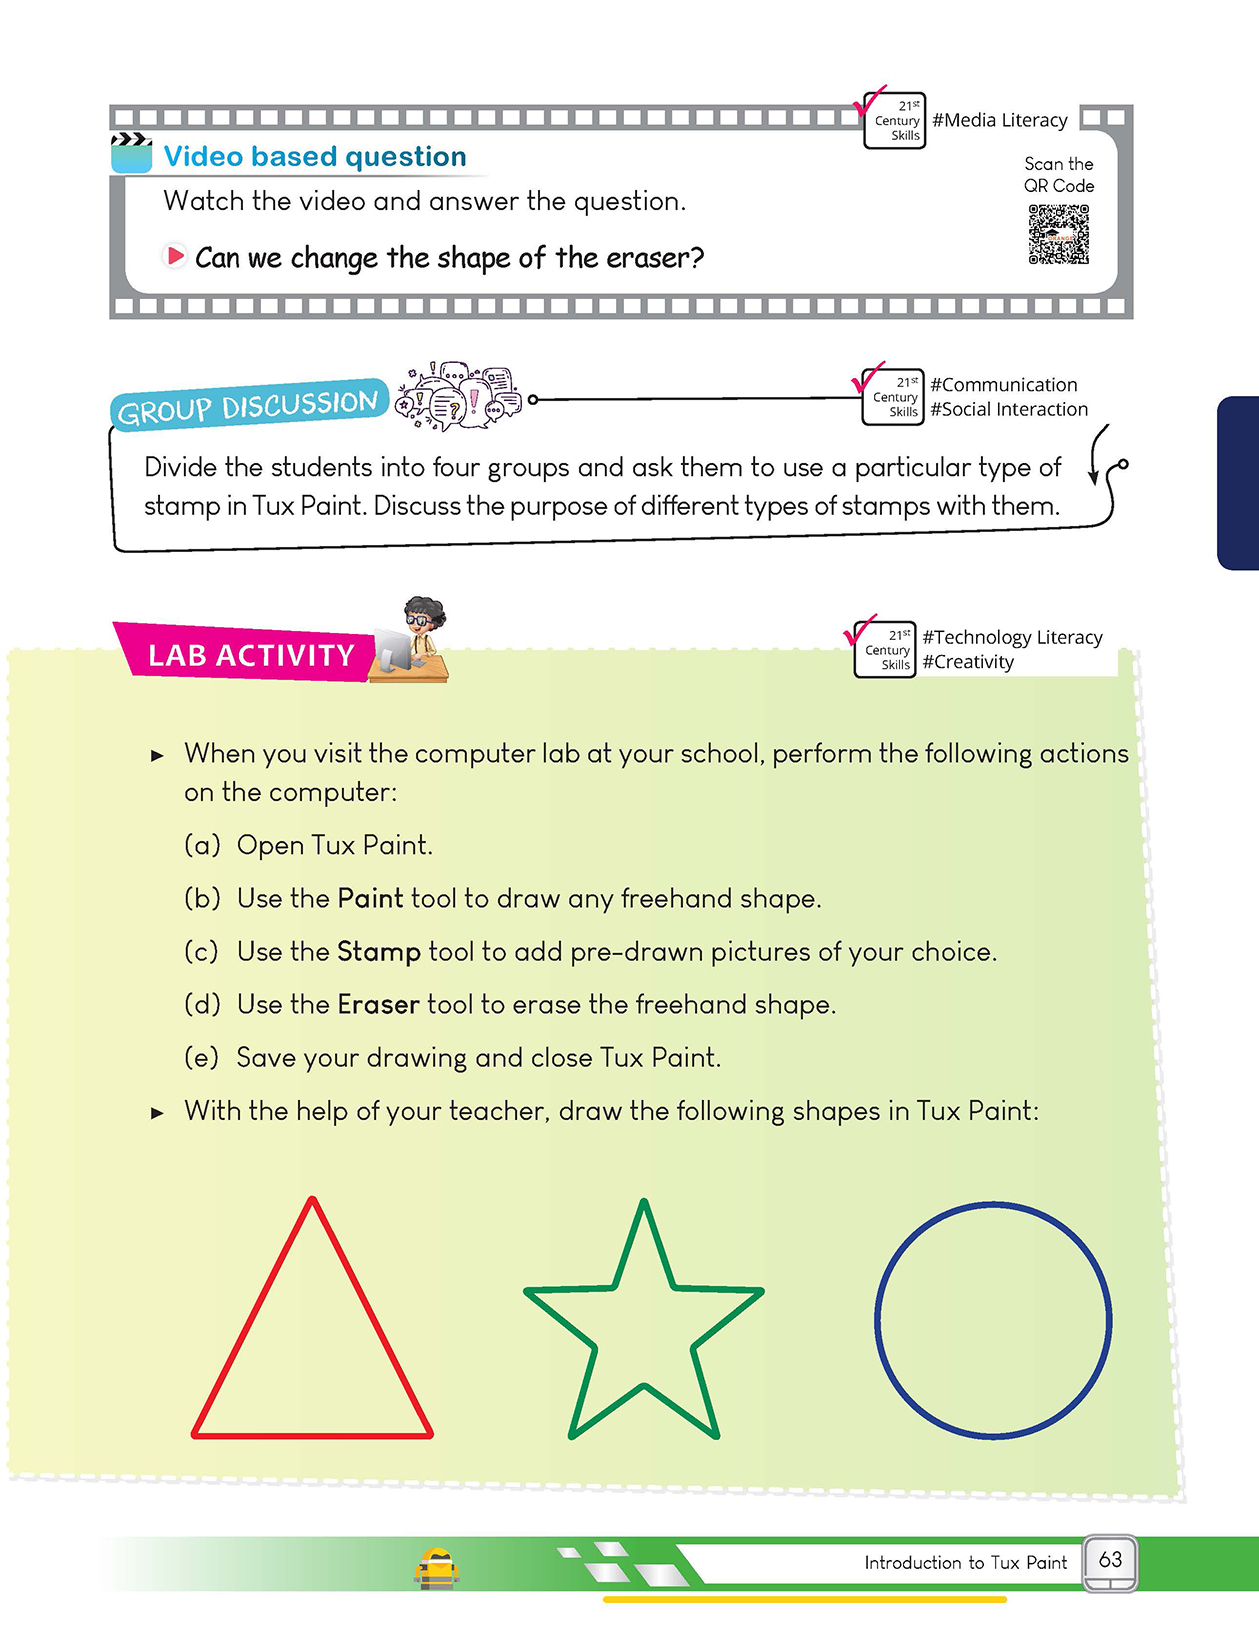 21st
Century
Skills
#Media Literacy
Video based question
Scan the
QR Code
Watch the video and answer the question.
Can we change the shape of the eraser?
ORANGE
GROUP DISCUSSION
21st
Century
Skills
#Communication
#Social Interaction
Divide the students into four groups and ask them to use a particular type of
stamp in Tux Paint. Discuss the purpose of different types of stamps with them.
LAB ACTIVITY
21st
Century
Skills
#Technology Literacy
#Creativity
► When you visit the computer lab at your school, perform the following actions
on the computer:
(a) Open Tux Paint.
(b) Use the Paint tool to draw any freehand shape.
(c) Use the Stamp tool to add pre-drawn pictures of your choice.
(d) Use the Eraser tool to erase the freehand shape.
(e) Save your drawing and close Tux Paint.
► With the help of your teacher, draw the following shapes in Tux Paint:
Introduction to Tux Paint
63